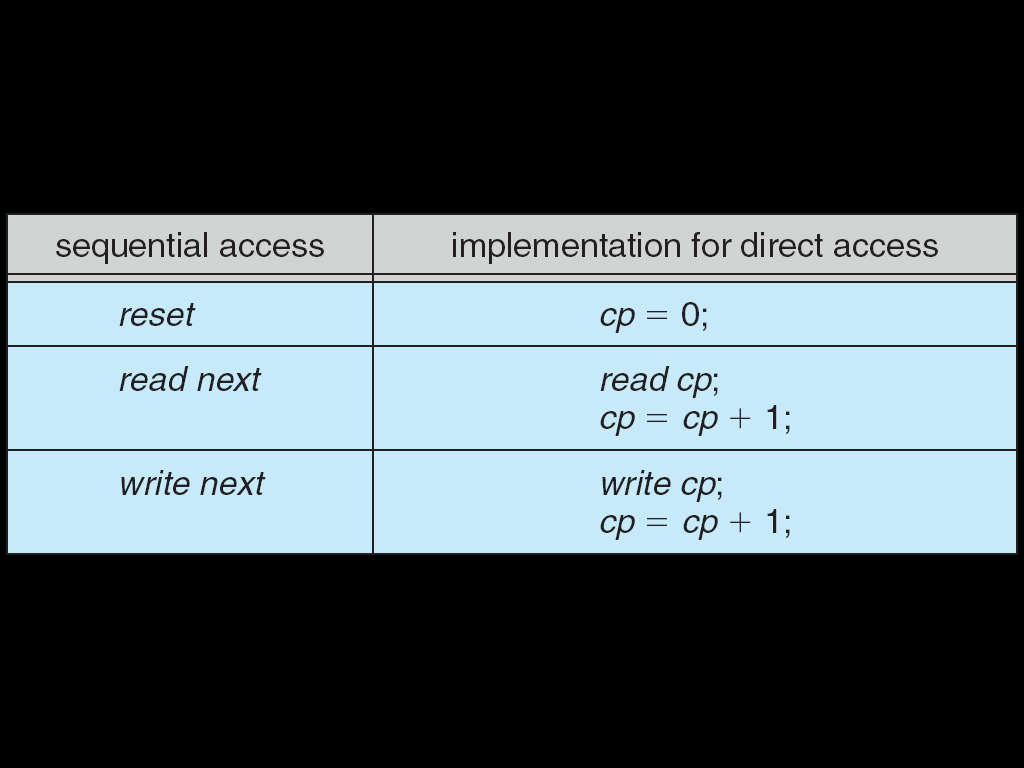 sequential access
implementation for direct access
reset
cp = 0;
read next
read cp;
cp = cp + 1;
write next
write cp;
cp = cp + 1;